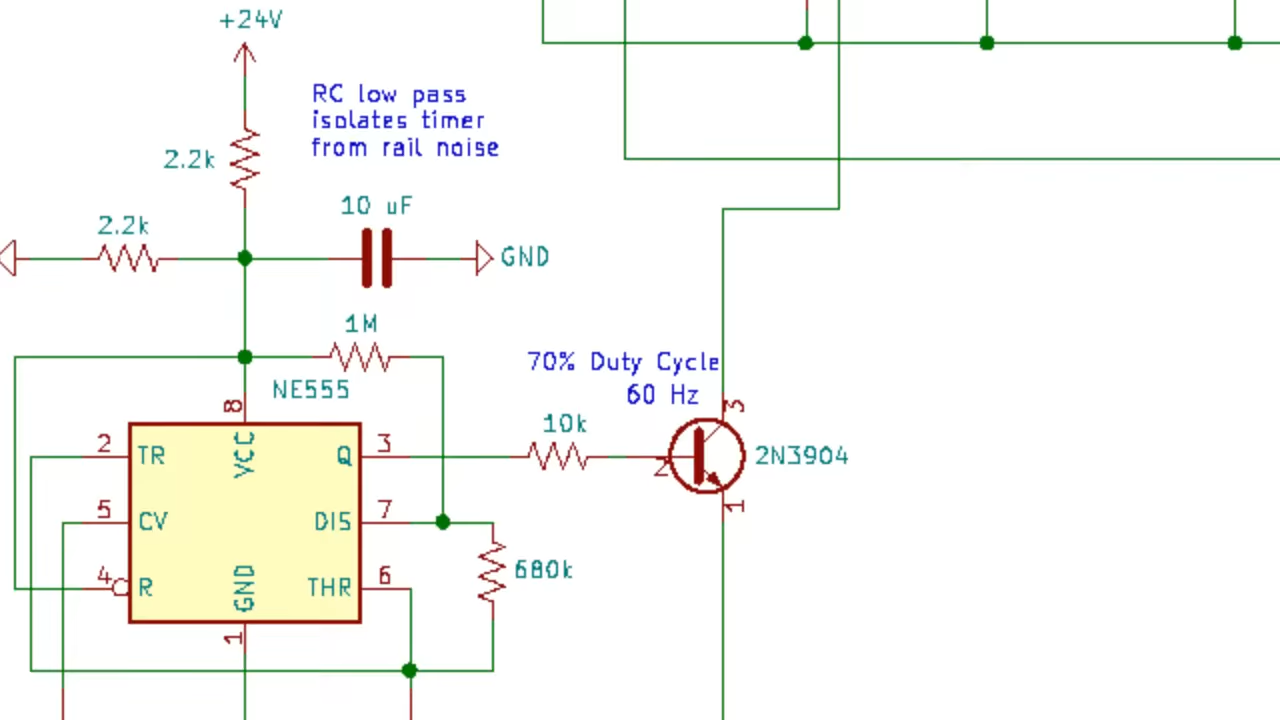 +24V
RC low pass
isolates timer
from rail noise
2.2k
10 uF
2.2k
GND
1M
70% Duty Cycle
60 Hz
NE555
8
3
10k
2
TR
VCC
Q
3
2
2N3904
5
CV
DIS
7
1
4
R
GND
THR
6
680k
1